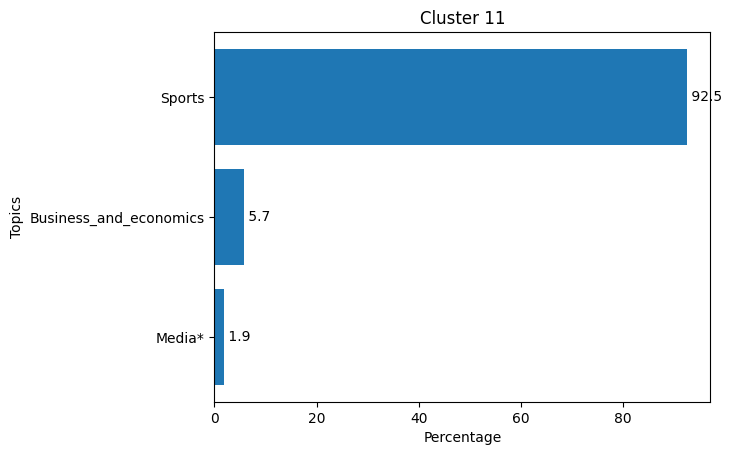 Cluster 11
Topics
Sports
92.5
Business_and_economics
5.7
Media*
1.9
0
20
40
60
80
Percentage